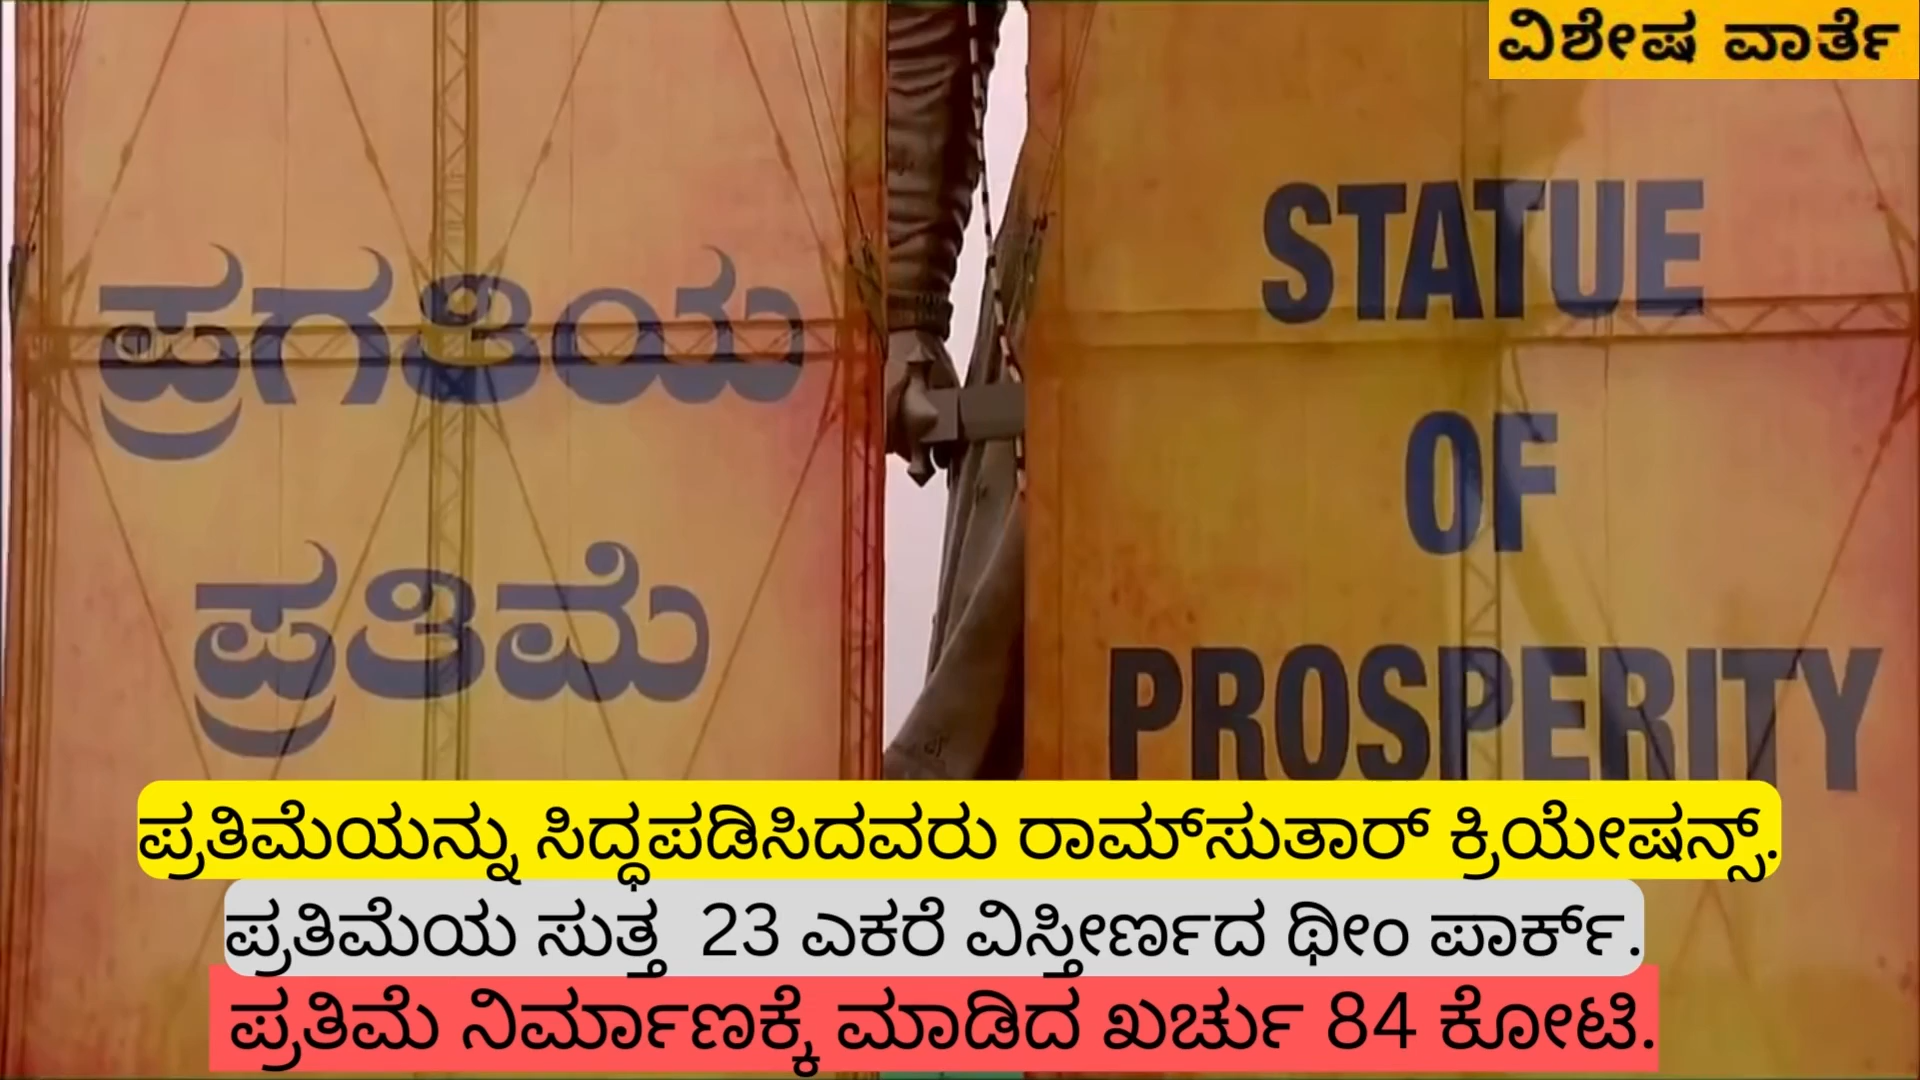 ವಿಶೇಷ ವಾರ್ತೆ
ಪ್ರಗತಿಯ
ಪ್ರತಿಮೆ
STATUE
OF
PROSPERITY
ಪ್ರತಿಮೆಯನ್ನು ಸಿದ್ಧಪಡಿಸಿದವರು ರಾಮ್‌ಸುತಾರ್ ಕ್ರಿಯೇಷನ್ಸ್.
ಪ್ರತಿಮೆಯ ಸುತ್ತ 23 ಎಕರೆ ವಿಸ್ತೀರ್ಣದ ಥೀಂ ಪಾರ್ಕ್.
ಪ್ರತಿಮೆ ನಿರ್ಮಾಣಕ್ಕೆ ಮಾಡಿದ ಖರ್ಚು 84 ಕೋಟಿ.